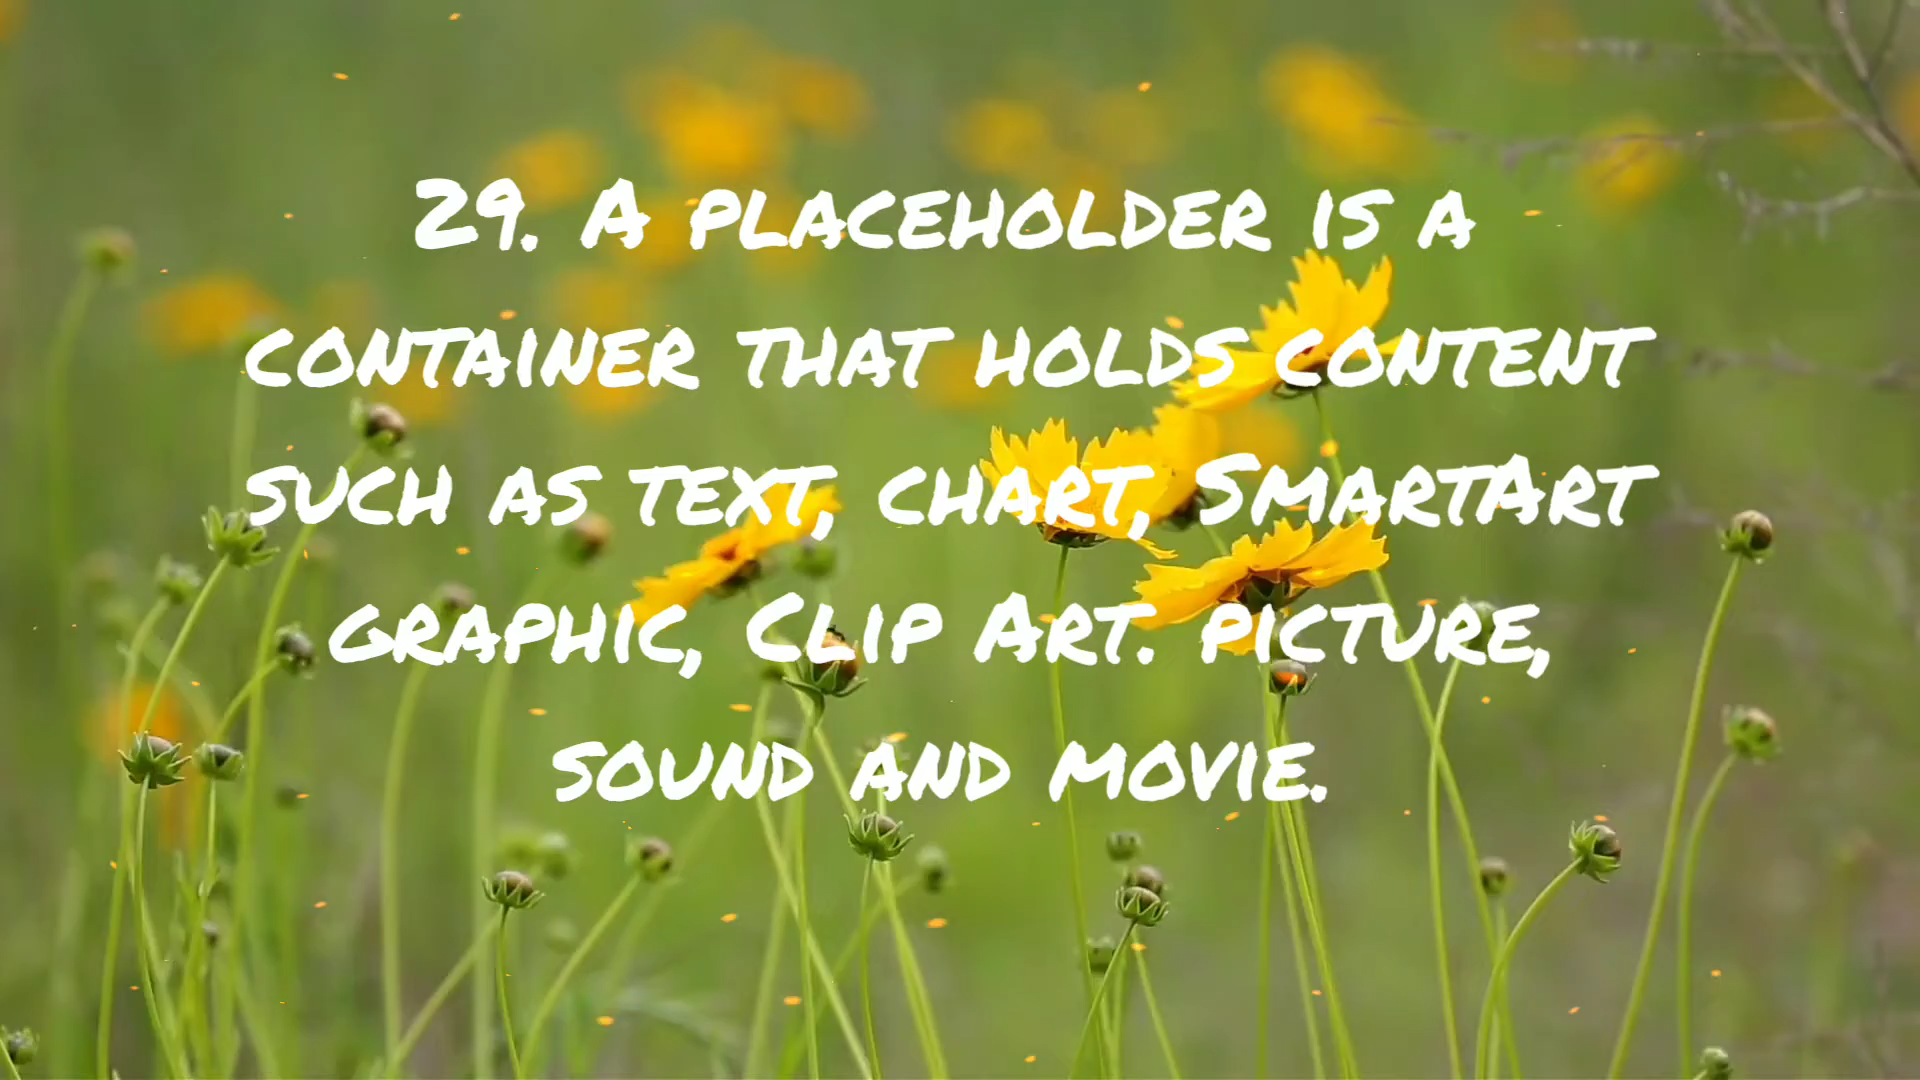 29. A placeholder is a
container that holds content
such as text, chart, SmartArt
graphic, Clip Art. picture,
sound and movie.